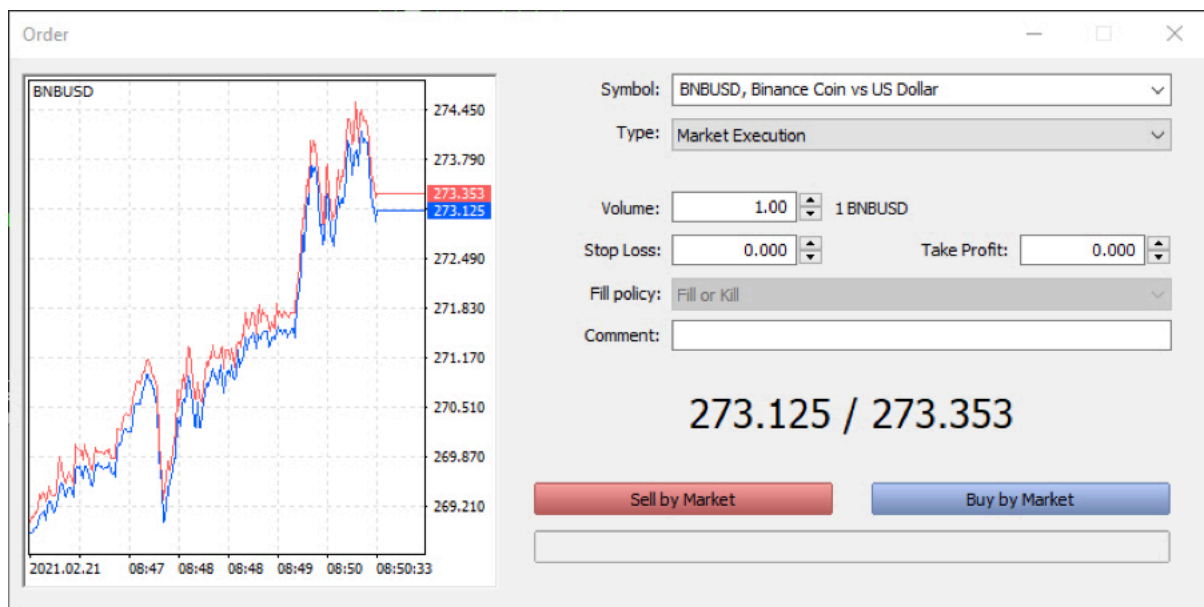 Order
BNBUSD
274.450
273.790
273.353
273.125
272.490
271.830
271.170
270.510
269.870
269.210
2021.02.21 08:47 08:48 08:48 08:49 08:50 08:50:33
Symbol: BNBUSD, Binance Coin vs US Dollar
Type: Market Execution
Volume: 1.00 1 BNBUSD
Stop Loss: 0.000 Take Profit: 0.000
Fill policy: Fill or Kill
Comment:
273.125 / 273.353
Sell by Market Buy by Market